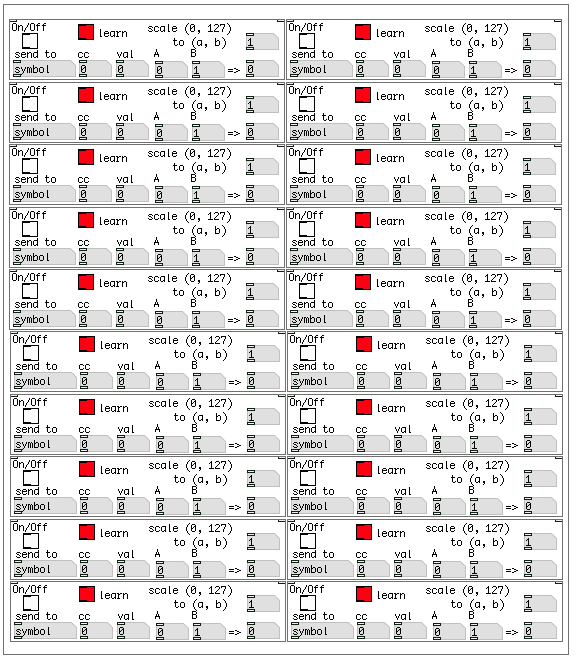 On/Off learn scale (0, 127)
to (a, b) 1
send to cc val A B
symbol 0 0 0 1 => 0
On/Off learn scale (0, 127)
to (a, b) 1
send to cc val A B
symbol 0 0 0 1 => 0
On/Off learn scale (0, 127)
to (a, b) 1
send to cc val A B
symbol 0 0 0 1 => 0
On/Off learn scale (0, 127)
to (a, b) 1
send to cc val A B
symbol 0 0 0 1 => 0
On/Off learn scale (0, 127)
to (a, b) 1
send to cc val A B
symbol 0 0 0 1 => 0
On/Off learn scale (0, 127)
to (a, b) 1
send to cc val A B
symbol 0 0 0 1 => 0
On/Off learn scale (0, 127)
to (a, b) 1
send to cc val A B
symbol 0 0 0 1 => 0
On/Off learn scale (0, 127)
to (a, b) 1
send to cc val A B
symbol 0 0 0 1 => 0
On/Off learn scale (0, 127)
to (a, b) 1
send to cc val A B
symbol 0 0 0 1 => 0
On/Off learn scale (0, 127)
to (a, b) 1
send to cc val A B
symbol 0 0 0 1 => 0
On/Off learn scale (0, 127)
to (a, b) 1
send to cc val A B
symbol 0 0 0 1 => 0
On/Off learn scale (0, 127)
to (a, b) 1
send to cc val A B
symbol 0 0 0 1 => 0
On/Off learn scale (0, 127)
to (a, b) 1
send to cc val A B
symbol 0 0 0 1 => 0
On/Off learn scale (0, 127)
to (a, b) 1
send to cc val A B
symbol 0 0 0 1 => 0
On/Off learn scale (0, 127)
to (a, b) 1
send to cc val A B
symbol 0 0 0 1 => 0
On/Off learn scale (0, 127)
to (a, b) 1
send to cc val A B
symbol 0 0 0 1 => 0
On/Off learn scale (0, 127)
to (a, b) 1
send to cc val A B
symbol 0 0 0 1 => 0
On/Off learn scale (0, 127)
to (a, b) 1
send to cc val A B
symbol 0 0 0 1 => 0
On/Off learn scale (0, 127)
to (a, b) 1
send to cc val A B
symbol 0 0 0 1 => 0
On/Off learn scale (0, 127)
to (a, b) 1
send to cc val A B
symbol 0 0 0 1 => 0